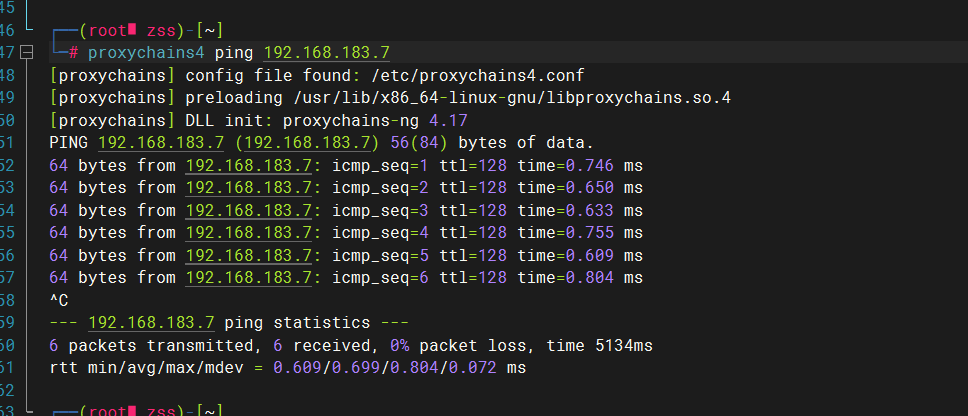 45
46 ┌──(root■ zss)-[~]
47 └─# proxychains4 ping 192.168.183.7
48 [proxychains] config file found: /etc/proxychains4.conf
49 [proxychains] preloading /usr/lib/x86_64-linux-gnu/libproxychains.so.4
50 [proxychains] DLL init: proxychains-ng 4.17
51 PING 192.168.183.7 (192.168.183.7) 56(84) bytes of data.
52 64 bytes from 192.168.183.7: icmp_seq=1 ttl=128 time=0.746 ms
53 64 bytes from 192.168.183.7: icmp_seq=2 ttl=128 time=0.650 ms
54 64 bytes from 192.168.183.7: icmp_seq=3 ttl=128 time=0.633 ms
55 64 bytes from 192.168.183.7: icmp_seq=4 ttl=128 time=0.755 ms
56 64 bytes from 192.168.183.7: icmp_seq=5 ttl=128 time=0.609 ms
57 64 bytes from 192.168.183.7: icmp_seq=6 ttl=128 time=0.804 ms
58 ^C
59 --- 192.168.183.7 ping statistics ---
60 6 packets transmitted, 6 received, 0% packet loss, time 5134ms
61 rtt min/avg/max/mdev = 0.609/0.699/0.804/0.072 ms
62
63 ┌──(root■ zss)-[~]